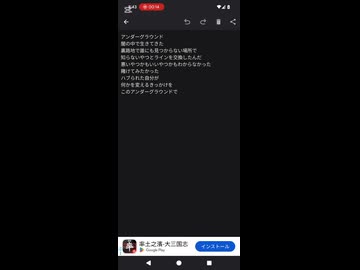 5:43
00:14
アンダーグラウンド
闇の中で生きてきた
裏路地で誰にも見つからない場所で
知らないやつとラインを交換したんだ
悪いやつかもいいやつかもわからなかった
賭けてみたかった
ハブられた自分が
何かを変えるきっかけを
このアンダーグラウンドで
率土之濱-大三国志
Google Play
インストール